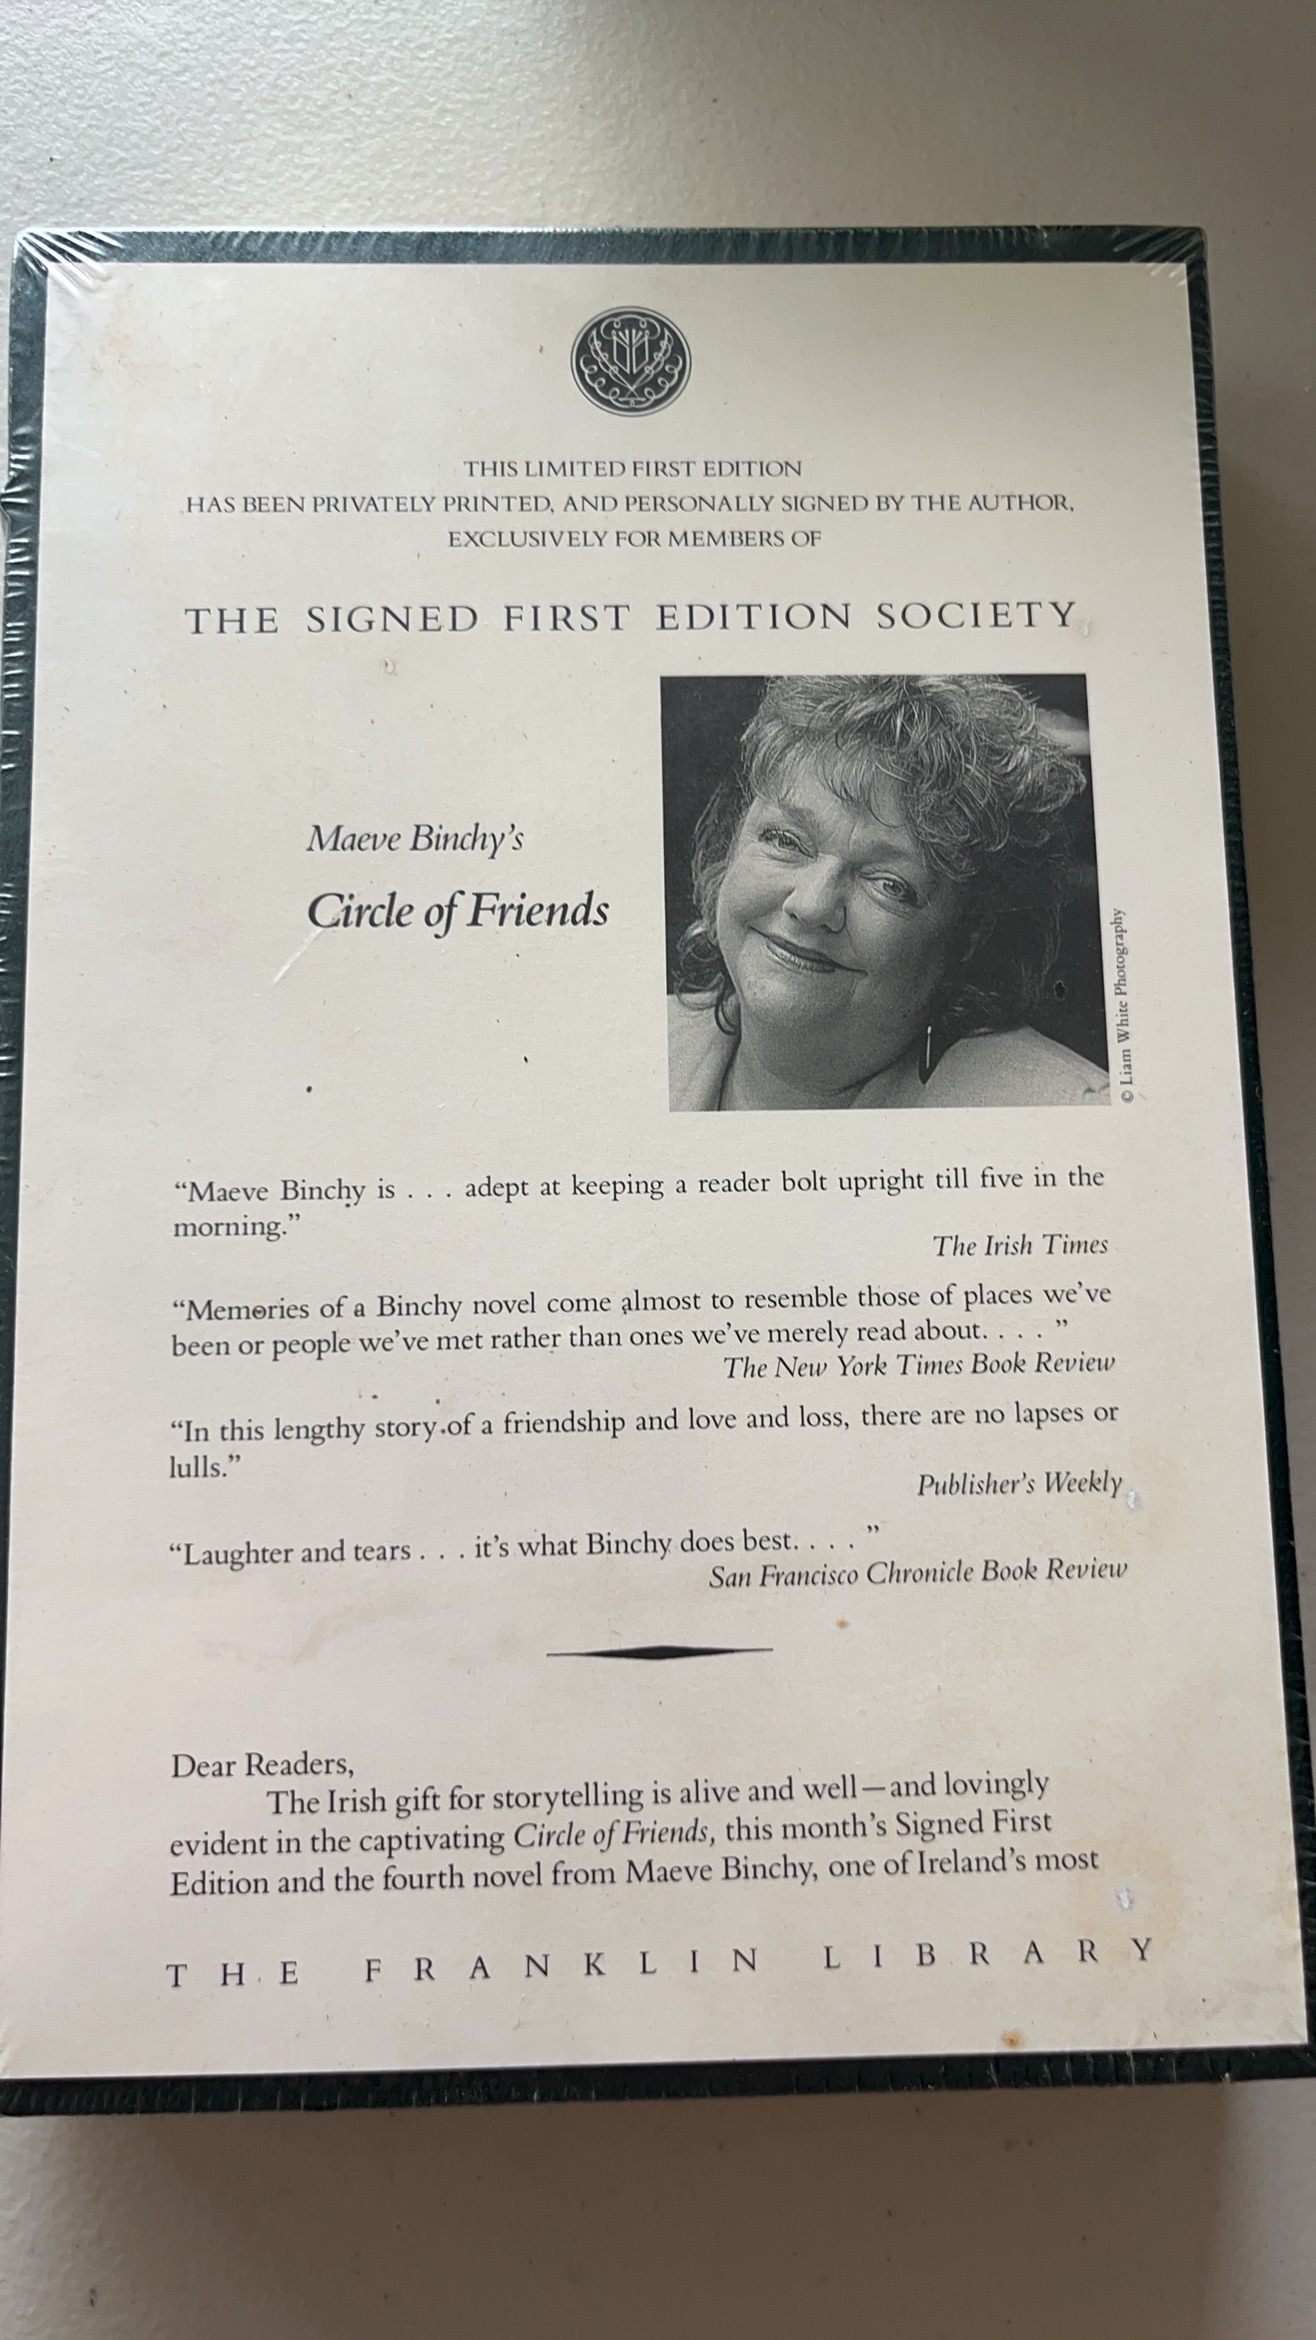 THIS LIMITED FIRST EDITION
HAS BEEN PRIVATELY PRINTED, AND PERSONALLY SIGNED BY THE AUTHOR,
EXCLUSIVELY FOR MEMBERS OF
THE SIGNED FIRST EDITION SOCIETY
Maeve Binchy's
Circle of Friends
© Liam White Photography
“Maeve Binchy is . . . adept at keeping a reader bolt upright till five in the
morning.”
The Irish Times
“Memories of a Binchy novel come almost to resemble those of places we've
been or people we've met rather than ones we've merely read about. . . . ”
The New York Times Book Review
“In this lengthy story of a friendship and love and loss, there are no lapses or
lulls.”
Publisher's Weekly
“Laughter and tears . . . it's what Binchy does best. . . . ”
San Francisco Chronicle Book Review
Dear Readers,
The Irish gift for storytelling is alive and well—and lovingly
evident in the captivating Circle of Friends, this month's Signed First
Edition and the fourth novel from Maeve Binchy, one of Ireland's most
THE FRANKLIN LIBRARY